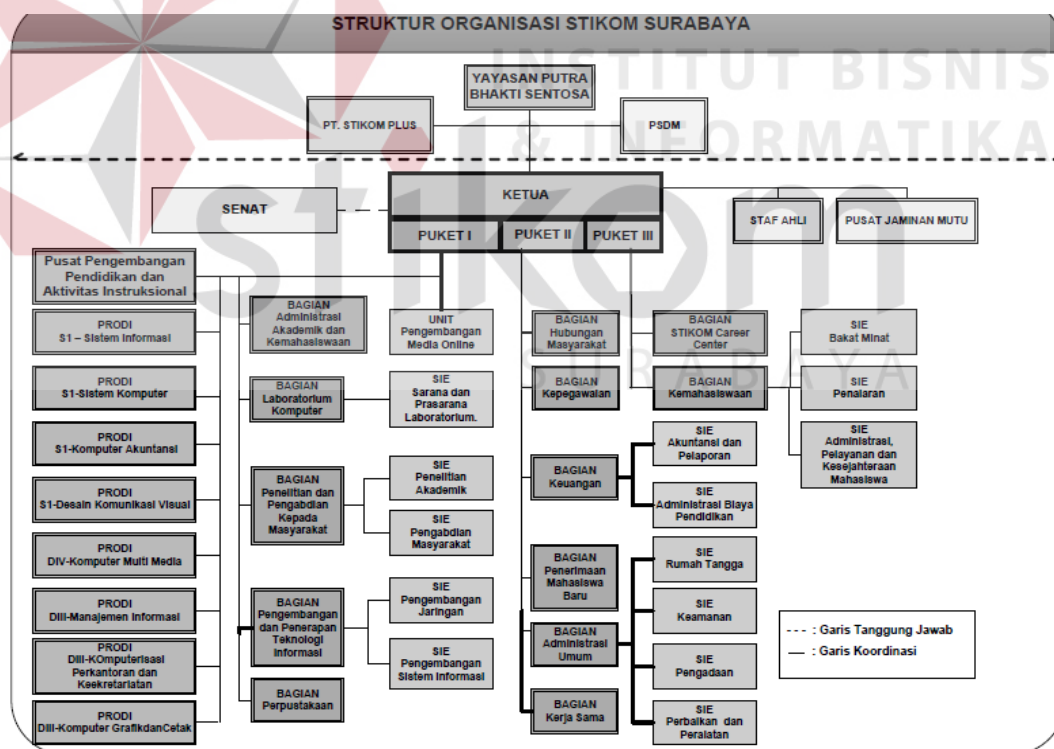 STRUKTUR ORGANISASI STIKOM SURABAYA
INSTITUT BISNIS
& INFORMATIKA
stikom
SURABAYA
YAYASAN PUTRA
BHAKTI SENTOSA
PT. STIKOM PLUS
PSDM
KETUA
SENAT
PUKET I
PUKET II
PUKET III
STAF AHLI
PUSAT JAMINAN MUTU
Pusat Pengembangan
Pendidikan dan
Aktivitas Instruksional
PRODI
S1 – Sistem Informasi
PRODI
S1-Sistem Komputer
PRODI
S1-Komputer Akuntansi
PRODI
S1-Desain Komunikasi Visual
PRODI
DIV-Komputer Multi Media
PRODI
DIII-Manajemen Informasi
PRODI
DIII-KOmputerisasi
Perkantoran dan
Keekretariatan
PRODI
DIII-Komputer GrafikdanCetak
BAGIAN
Administrasi
Akademik dan
Kemahasiswaan
BAGIAN
Laboratorium
Komputer
BAGIAN
Penelitian dan
Pengabdian
Kepada
Masyarakat
BAGIAN
Pengembangan
dan Penerapan
Teknologi
Informasi
BAGIAN
Perpustakaan
UNIT
Pengembangan
Media Online
SIE
Sarana dan
Prasarana
Laboratorium.
SIE
Penelitian
Akademik
SIE
Pengabdian
Masyarakat
SIE
Pengembangan
Jaringan
SIE
Pengembangan
Sistem Informasi
BAGIAN
Hubungan
Masyarakat
BAGIAN
Kepegawaian
BAGIAN
Keuangan
BAGIAN
Penerimaan
Mahasiswa
Baru
BAGIAN
Administrasi
Umum
BAGIAN
Kerja Sama
BAGIAN
STIKOM Career
Center
BAGIAN
Kemahasiswaan
SIE
Akuntansi dan
Pelaporan
SIE
Administrasi Biaya
Pendidikan
SIE
Rumah Tangga
SIE
Keamanan
SIE
Pengadaan
SIE
Perbaikan dan
Peralatan
SIE
Bakat Minat
SIE
Penalaran
SIE
Administrasi,
Pelayanan dan
Kesejahteraan
Mahasiswa
--- : Garis Tanggung Jawab
— : Garis Koordinasi